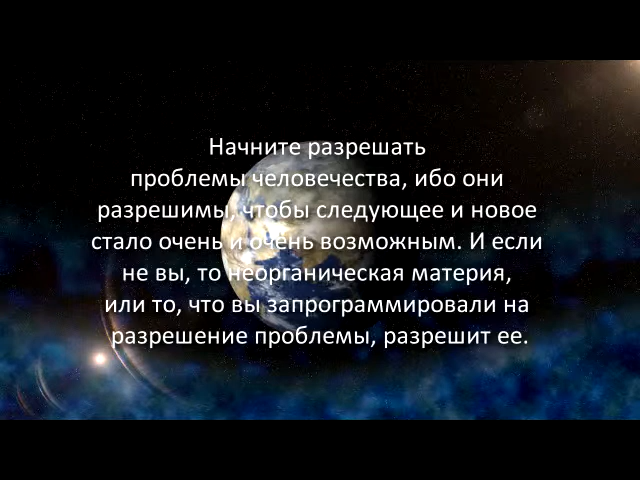 Начните разрешать
проблемы человечества, ибо они
разрешимы, чтобы следующее и новое
стало очень и очень возможным. И если
не вы, то неорганическая материя,
или то, что вы запрограммировали на
разрешение проблемы, разрешит ее.